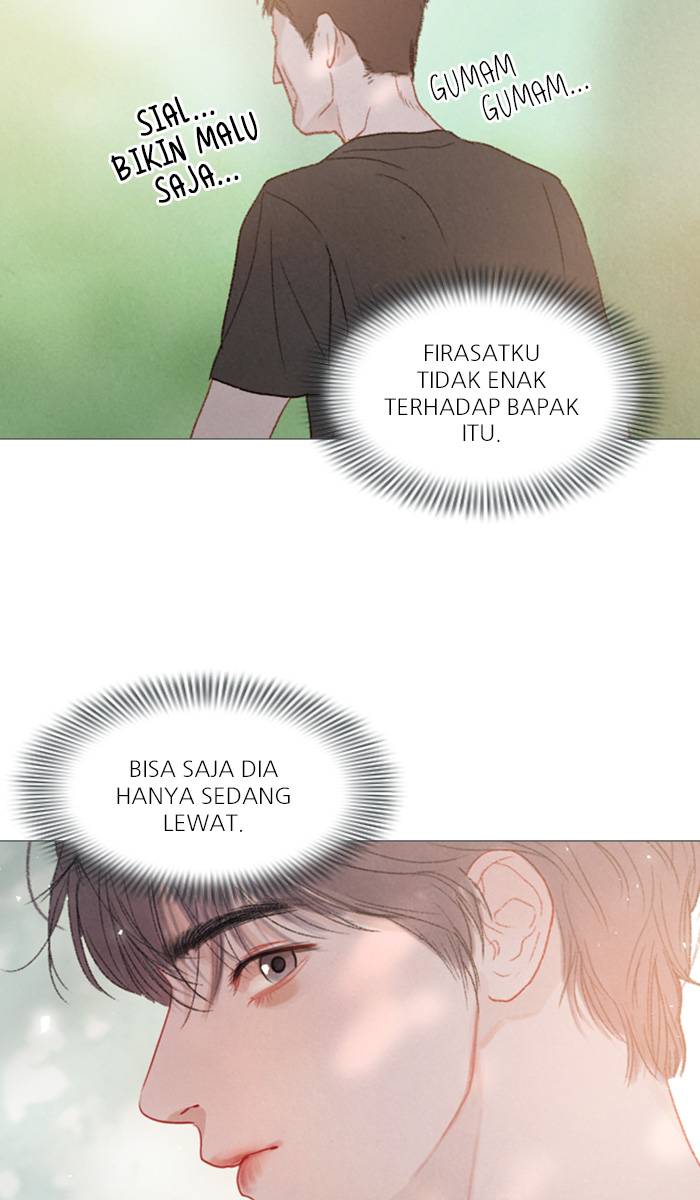 SIAL...
BIKIN MALU
SAJA...
GUMAM
GUMAM...
FIRASATKU
TIDAK ENAK
TERHADAP BAPAK
ITU.
BISA SAJA DIA
HANYA SEDANG
LEWAT.